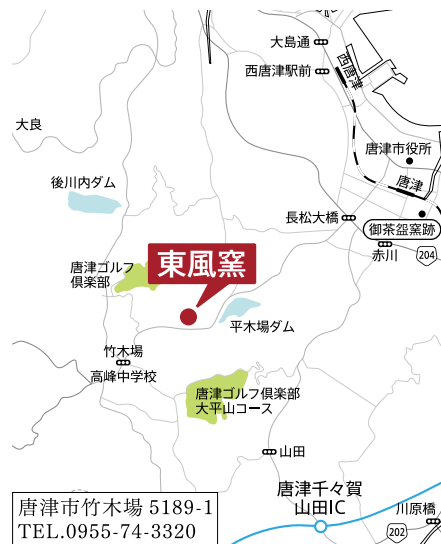 大島通
西唐津駅前
西唐津
大良
唐津市役所
後川内ダム
唐津
長松大橋
御茶盌窯跡
赤川
204
唐津ゴルフ
倶楽部
東風窯
平木場ダム
竹木場
高峰中学校
唐津ゴルフ倶楽部
大平山コース
山田
唐津千々賀
山田IC
川原橋
202
唐津市竹木場 5189-1
TEL.0955-74-3320